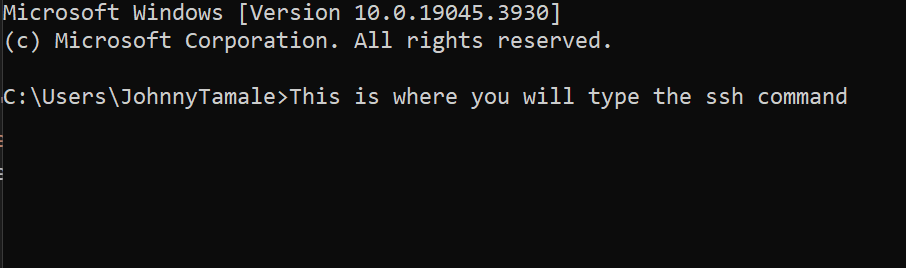 Microsoft Windows [Version 10.0.19045.3930]
(c) Microsoft Corporation. All rights reserved.
C:\Users\JohnnyTamale>This is where you will type the ssh command